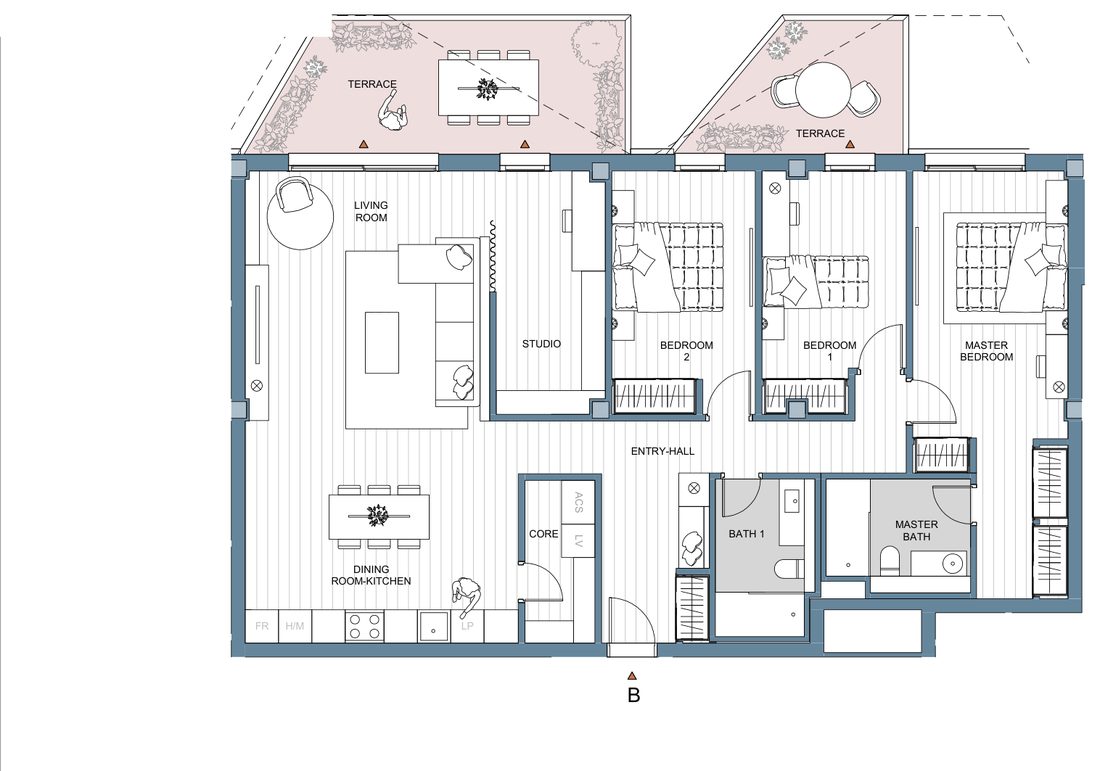 TERRACE
TERRACE
LIVING
ROOM
STUDIO
BEDROOM
2
BEDROOM
1
MASTER
BEDROOM
ENTRY-HALL
ACS
CORE
LV
BATH 1
MASTER
BATH
DINING
ROOM-KITCHEN
FR
H/M
LP
B